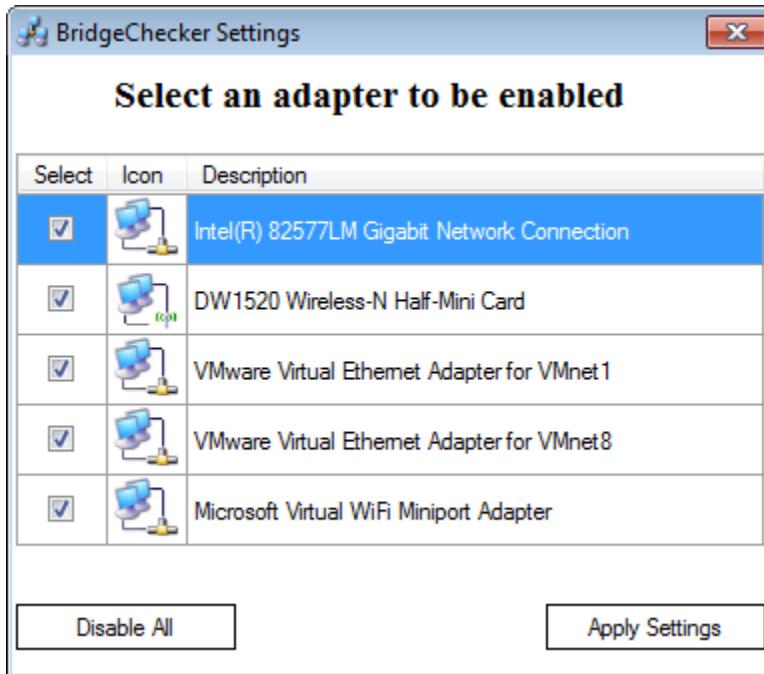 BridgeChecker Settings
Select an adapter to be enabled
Select Icon Description
Intel(R) 82577LM Gigabit Network Connection
DW1520 Wireless-N Half-Mini Card
VMware Virtual Ethernet Adapter for VMnet1
VMware Virtual Ethernet Adapter for VMnet8
Microsoft Virtual WiFi Miniport Adapter
Disable All Apply Settings